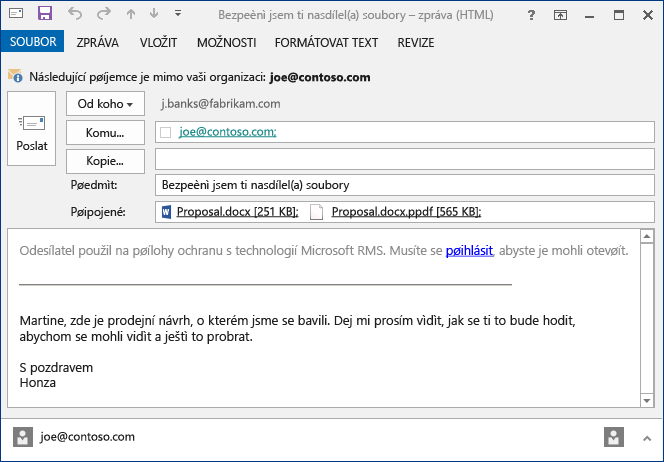 Bezpeènì jsem ti nasdílel(a) soubory – zpráva (HTML)
SOUBOR ZPRÁVA VLOŽIT MOŽNOSTI FORMÁTOVAT TEXT REVIZE
Následující pøíjemce je mimo vaši organizaci: joe@contoso.com
Od koho j.banks@fabrikam.com
Poslat
Komu... joe@contoso.com;
Kopie...
Pøedmìt: Bezpeènì jsem ti nasdílel(a) soubory
Pøipojené: Proposal.docx [251 KB]; Proposal.docx.ppdf [565 KB];
Odesílatel použil na pøílohy ochranu s technologií Microsoft RMS. Musíte se pøihlásit, abyste je mohli otevøít.
Martine, zde je prodejní návrh, o kterém jsme se bavili. Dej mi prosím vìdìt, jak se ti to bude hodit,
abychom se mohli vidìt a ještì to probrat.
S pozdravem
Honza
joe@contoso.com